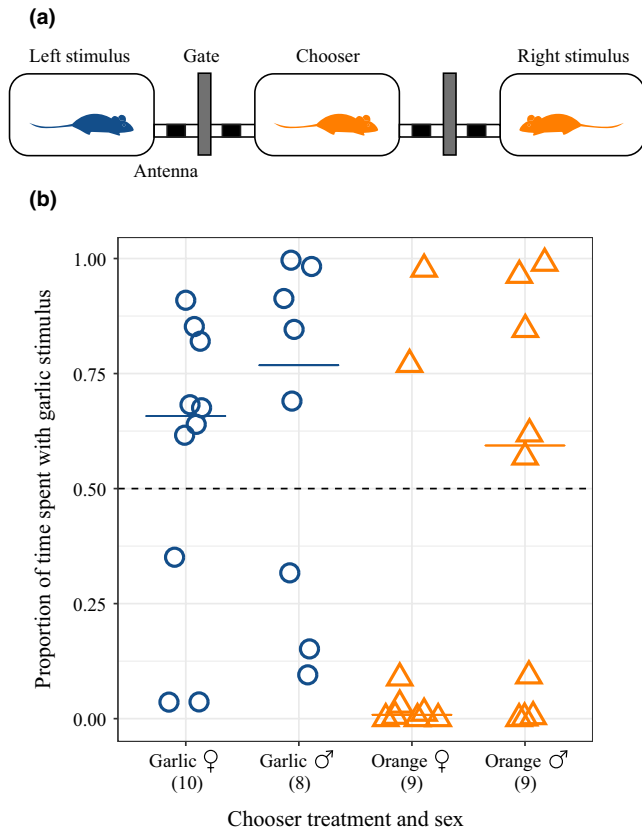 (a)
Left stimulus Gate Chooser Right stimulus
Antenna
(b)
Proportion of time spent with garlic stimulus
1.00
0.75
0.50
0.25
0.00
Garlic ♀ Garlic ♂ Orange ♀ Orange ♂
(10) (8) (9) (9)
Chooser treatment and sex